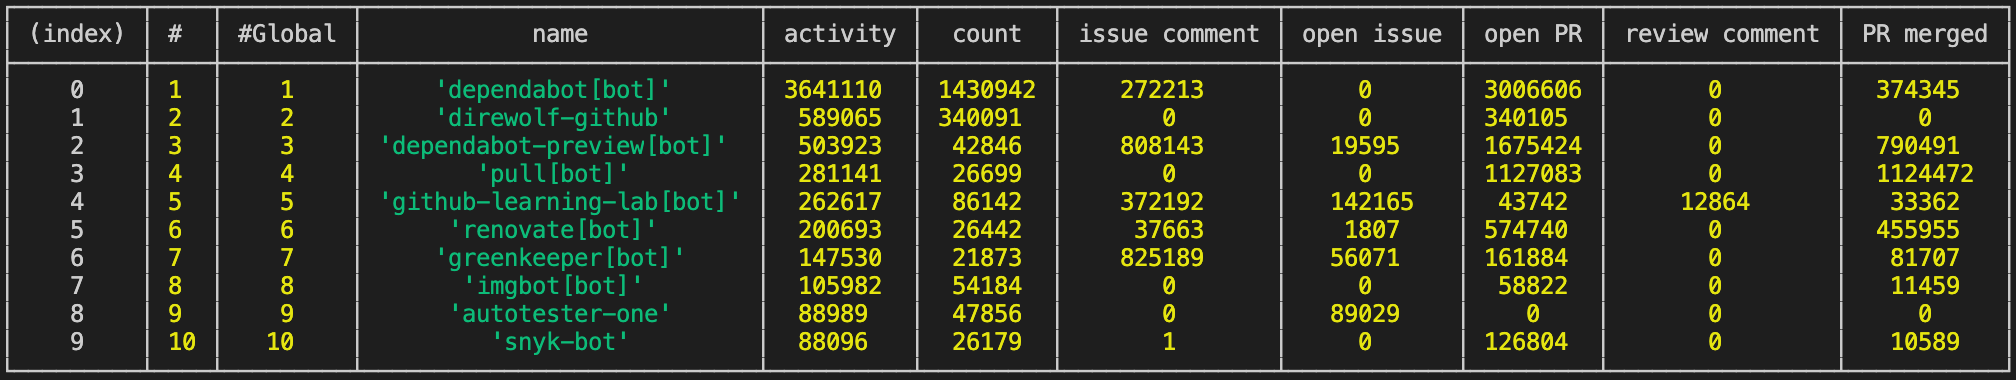 (index) # #Global name activity count issue comment open issue open PR review comment PR merged
0 1 1 'dependabot[bot]' 3641110 1430942 272213 0 3006606 0 374345
1 2 2 'direwolf-github' 589065 340091 0 0 340105 0 0
2 3 3 'dependabot-preview[bot]' 503923 42846 808143 19595 1675424 0 790491
3 4 4 'pull[bot]' 281141 26699 0 0 1127083 0 1124472
4 5 5 'github-learning-lab[bot]' 262617 86142 372192 142165 43742 12864 33362
5 6 6 'renovate[bot]' 200693 26442 37663 1807 574740 0 455955
6 7 7 'greenkeeper[bot]' 147530 21873 825189 56071 161884 0 81707
7 8 8 'imgbot[bot]' 105982 54184 0 0 58822 0 11459
8 9 9 'autotester-one' 88989 47856 0 89029 0 0 0
9 10 10 'snyk-bot' 88096 26179 1 0 126804 0 10589